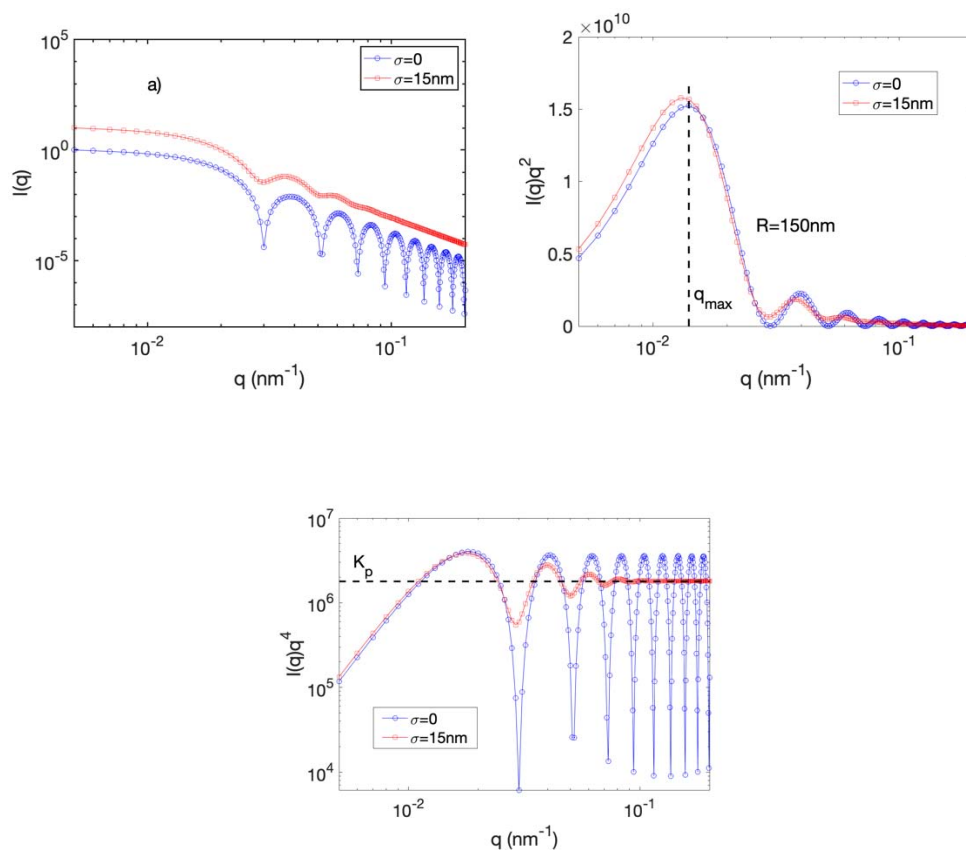 a)
σ=0
σ=15nm
I(q)
10^5
10^0
10^-5
10^-2
10^-1
q (nm^-1)
×10^10
σ=0
σ=15nm
I(q)q^2
2
1.5
1
0.5
0
R=150nm
q_max
10^-2
10^-1
q (nm^-1)
K_p
I(q)q^4
10^7
10^6
10^5
10^4
σ=0
σ=15nm
10^-2
10^-1
q (nm^-1)